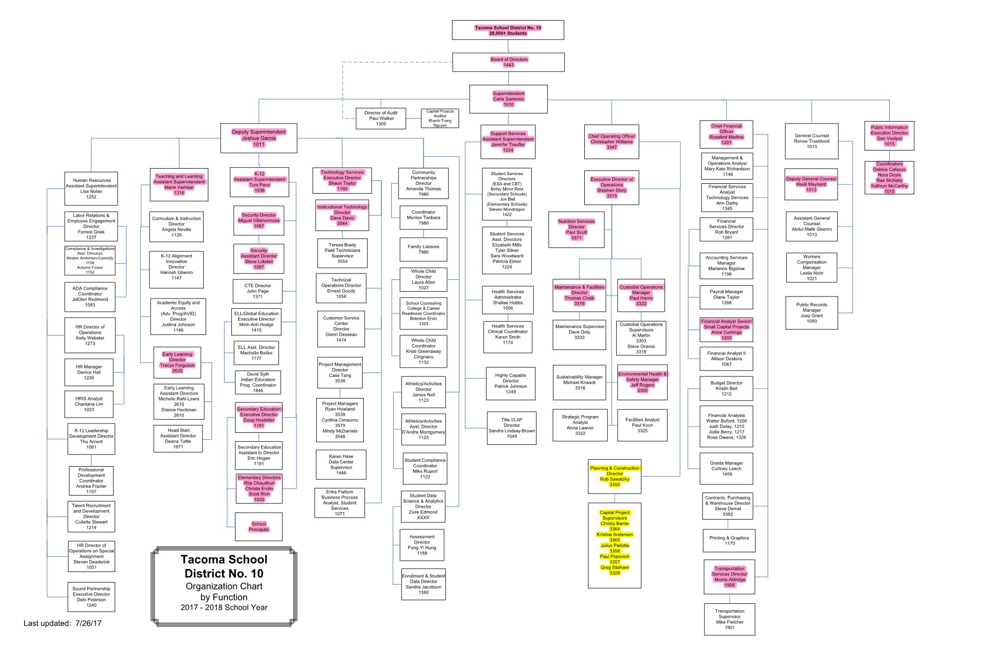 Tacoma School District No. 10
28,000+ Students
Board of Directors
1443
Superintendent
Carla Santorno
1010
Director of Audit
Paul Walker
1305
Capital Projects
Auditor
Khanh-Trang
Nguyen
Deputy Superintendent
Joshua Garcia
1011
Human Resources
Assistant Superintendent
Lisa Nolan
1252
Labor Relations &
Employee Engagement
Director
Forrest Griek
1237
Compliance & Investigations
Asst. Directors
Kirsten Anderson-Connolly
1106
Autumn Foster
1152
ADA Compliance
Coordinator
JoEllen Redmond
1083
HR Director of
Operations
Kelly Webster
1273
HR Manager
Denice Hall
1226
HRIS Analyst
Chantana Lim
1023
K-12 Leadership
Development Director
Thu Ament
1061
Professional
Development
Coordinator
Andrea Frazier
1157
Talent Recruitment
and Development
Director
Collette Stewart
1214
HR Director of
Operations on Special
Assignment
Steven Deaderick
1051
Sound Partnership
Executive Director
Debi Peterson
1240
Teaching and Learning
Assistant Superintendent
Marie Verhaar
1316
Curriculum & Instruction
Director
Angela Neville
1120
K-12 Alignment
Innovation
Director
Hannah Gbenro
1147
Academic Equity and
Access
(Adv. Prog/AVID)
Director
Justina Johnson
1146
Early Learning
Director
Tracye Ferguson
2620
Early Learning
Assistant Directors
Michelle Rahl-Lewis
2615
Dianne Heckman
2610
Head Start
Assistant Director
Deana Tuttle
1871
K-12
Assistant Superintendent
Toni Pace
1036
Security Director
Miguel Villahermosa
1087
Security
Assistant Director
Steve Lobdell
1087
CTE Director
John Page
1371
ELL/Global Education
Executive Director
Minh-Anh Hodge
1415
ELL Asst. Director
Machelle Beilke
1177
David Syth
Indian Education
Prog. Coordinator
1846
Secondary Education
Executive Director
Doug Hostetter
1191
Secondary Education
Assistant to Director
Eric Hogan
1191
Elementary Directors
Rita Chaudhuri
Christa Erolin
Scott Rich
1032
School
Principals
Technology Services
Executive Director
Shaun Taylor
1160
Instructional Technology
Director
Dave Davis
3544
Teresa Brady
Field Technicians
Supervisor
3554
Technical
Operations Director
Ernest Goody
1058
Customer Service
Center
Director
Glenn Desseau
1414
Project Management
Director
Cass Tang
3538
Project Managers
Ryan Howland
3539
Cynthia Cimaomo
3579
Mindy McDaniels
3548
Karen Hase
Data Center
Supervisor
1446
Erika Flattum
Business Process
Analyst, Student
Services
1071
Community
Partnerships
Director
Amanda Thomas
7980
Coordinator
Merilee Tanbara
7980
Family Liaisons
7980
Whole Child
Director
Laura Allen
1027
School Counseling
College & Career
Readiness Coordinator
Brandon Ervin
1323
Whole Child
Coordinator
Kristi Greenaway
Cirignano
1132
Athletics/Activities
Director
James Neil
1123
Athletics/Activities
Asst. Director
D'Andre Montgomery
1123
Student Compliance
Coordinator
Mike Rupert
1123
Student Data
Science & Analytics
Director
Zeek Edmond
XXXX
Assessment
Director
Feng-Yi Hung
1188
Enrollment & Student
Data Director
Sandra Jacobson
1380
Support Services
Assistant Superintendent
Jennifer Traufler
1224
Student Services
Directors
(ESA and CBT)
Betsy Minor Reid
(Secondary Schools)
Jon Bell
(Elementary Schools)
Steven Mondragon
1422
Student Services
Asst. Directors
Elizabeth Mills
Tyler Stiner
Sara Woodward
Patricia Elmer
1224
Health Services
Administrator
Shallae Hobbs
1506
Health Services
Clinical Coordinator
Karen Smith
1174
Highly Capable
Director
Patrick Johnson
1249
Title I/LAP
Director
Sandra Lindsay-Brown
1049
Chief Operating Officer
Christopher Williams
3347
Executive Director of
Operations
Stephen Story
3315
Nutrition Services
Director
Paul Scott
3371
Maintenance & Facilities
Director
Thomas Chalk
3319
Custodial Operations
Manager
Paul Harris
3322
Maintenance Supervisor
Dave Doty
3333
Custodial Operations
Supervisors
Al Martin
3303
Steve Graves
3318
Sustainability Manager
Michael Knaack
3316
Environmental Health &
Safety Manager
Jeff Rogers
3300
Strategic Program
Analyst
Alicia Lawver
3322
Facilities Analyst
Paul Koch
3325
Planning & Construction
Director
Rob Sawatzky
3350
Capital Project
Supervisors
Christy Barrie
3364
Kristine Anderson
3365
Julius Pallotta
3358
Paul Popovich
3357
Greg Stidham
3329
Chief Financial
Officer
Rosalind Medina
1201
Management &
Operations Analyst
Mary Kate Richardson
1146
Financial Services
Analyst
Technology Services
Ann Darby
1345
Financial
Services Director
Rob Bryant
1281
Accounting Services
Manager
Marianne Bigelow
1198
Payroll Manager
Diane Taylor
1268
Financial Analyst Senior/
Small Capital Projects
Anne Cumings
1202
Financial Analyst II
Allison Deskins
1067
Budget Director
Kristin Bell
1212
Financial Analysts
Walter Buford, 1206
Josh Delay, 1210
Jodie Berry, 1217
Rose Owens, 1326
Grants Manager
Cortney Leach
1456
Contracts, Purchasing
& Warehouse Director
Steve Demel
3382
Printing & Graphics
1170
Transportation
Services Director
Morris Aldridge
1909
Transportation
Supervisor
Mike Fletcher
1901
General Counsel
Renee Trueblood
1013
Deputy General Counsel
Heidi Maynard
1013
Assistant General
Counsel
Abdul Malik Gbenro
1013
Workers
Compensation
Manager
Leslie Nohr
1021
Public Records
Manager
Joey Grant
1093
Public Information
Executive Director
Dan Voelpel
1015
Coordinators
Debbie Cafazzo
Nora Doyle
Rae McNally
Kathryn McCarthy
1015
Tacoma School
District No. 10
Organization Chart
by Function
2017 - 2018 School Year
Last updated: 7/26/17